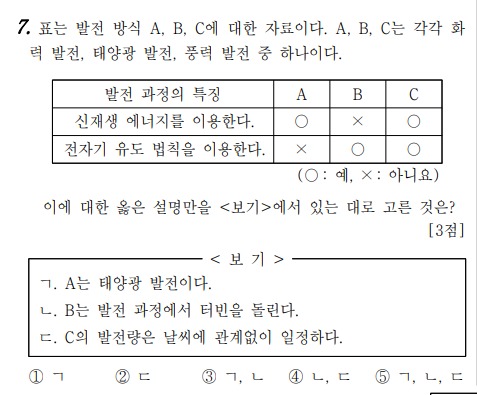 7. 표는 발전 방식 A, B, C에 대한 자료이다. A, B, C는 각각 화
력 발전, 태양광 발전, 풍력 발전 중 하나이다.
발전 과정의 특징 A B C
신재생 에너지를 이용한다. ○ × ○
전자기 유도 법칙을 이용한다. × ○ ○
(○: 예, ×: 아니요)
이에 대한 옳은 설명만을 <보기>에서 있는 대로 고른 것은?
[3점]
< 보 기 >
ㄱ. A는 태양광 발전이다.
ㄴ. B는 발전 과정에서 터빈을 돌린다.
ㄷ. C의 발전량은 날씨에 관계없이 일정하다.
① ㄱ ② ㄷ ③ ㄱ, ㄴ ④ ㄴ, ㄷ ⑤ ㄱ, ㄴ, ㄷ